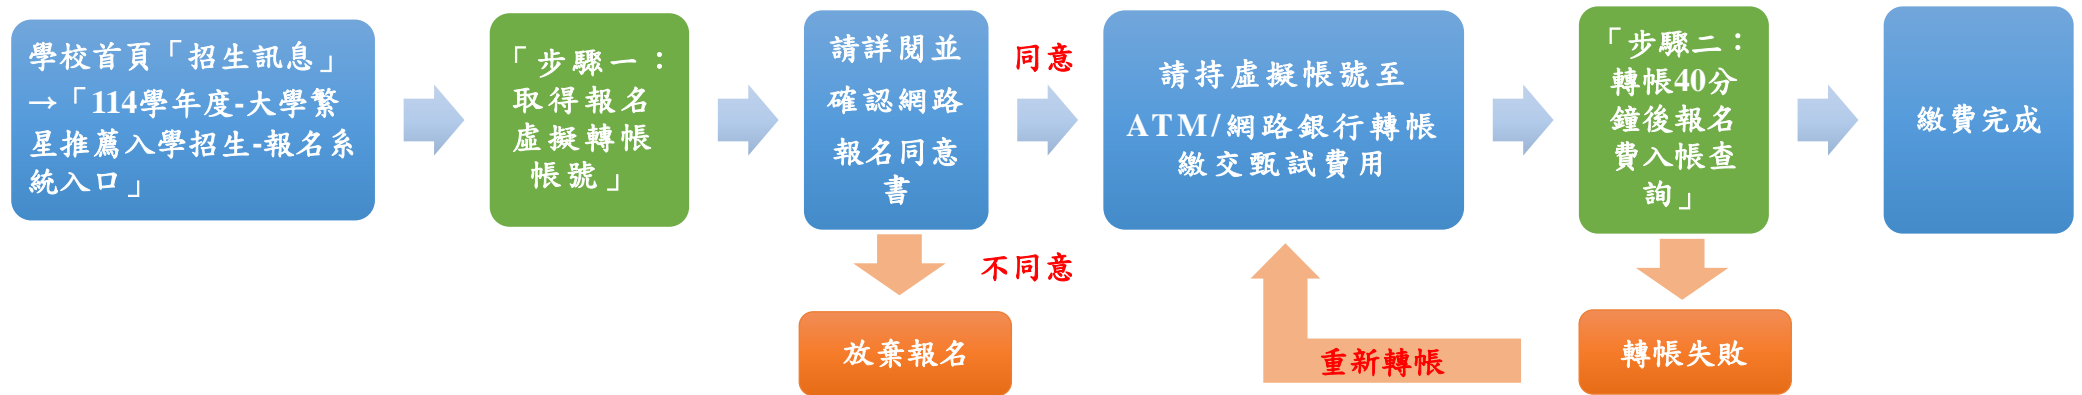 學校首頁「招生訊息」
→「114學年度-大學繁
星推薦入學招生-報名系
統入口」
「步驟一：
取得報名
虛擬轉帳
帳號」
請詳閱並
確認網路
報名同意
書
同意
不同意
放棄報名
請持虛擬帳號至
ATM/網路銀行轉帳
繳交甄試費用
「步驟二：
轉帳40分
鐘後報名
費入帳查
詢」
重新轉帳
轉帳失敗
繳費完成